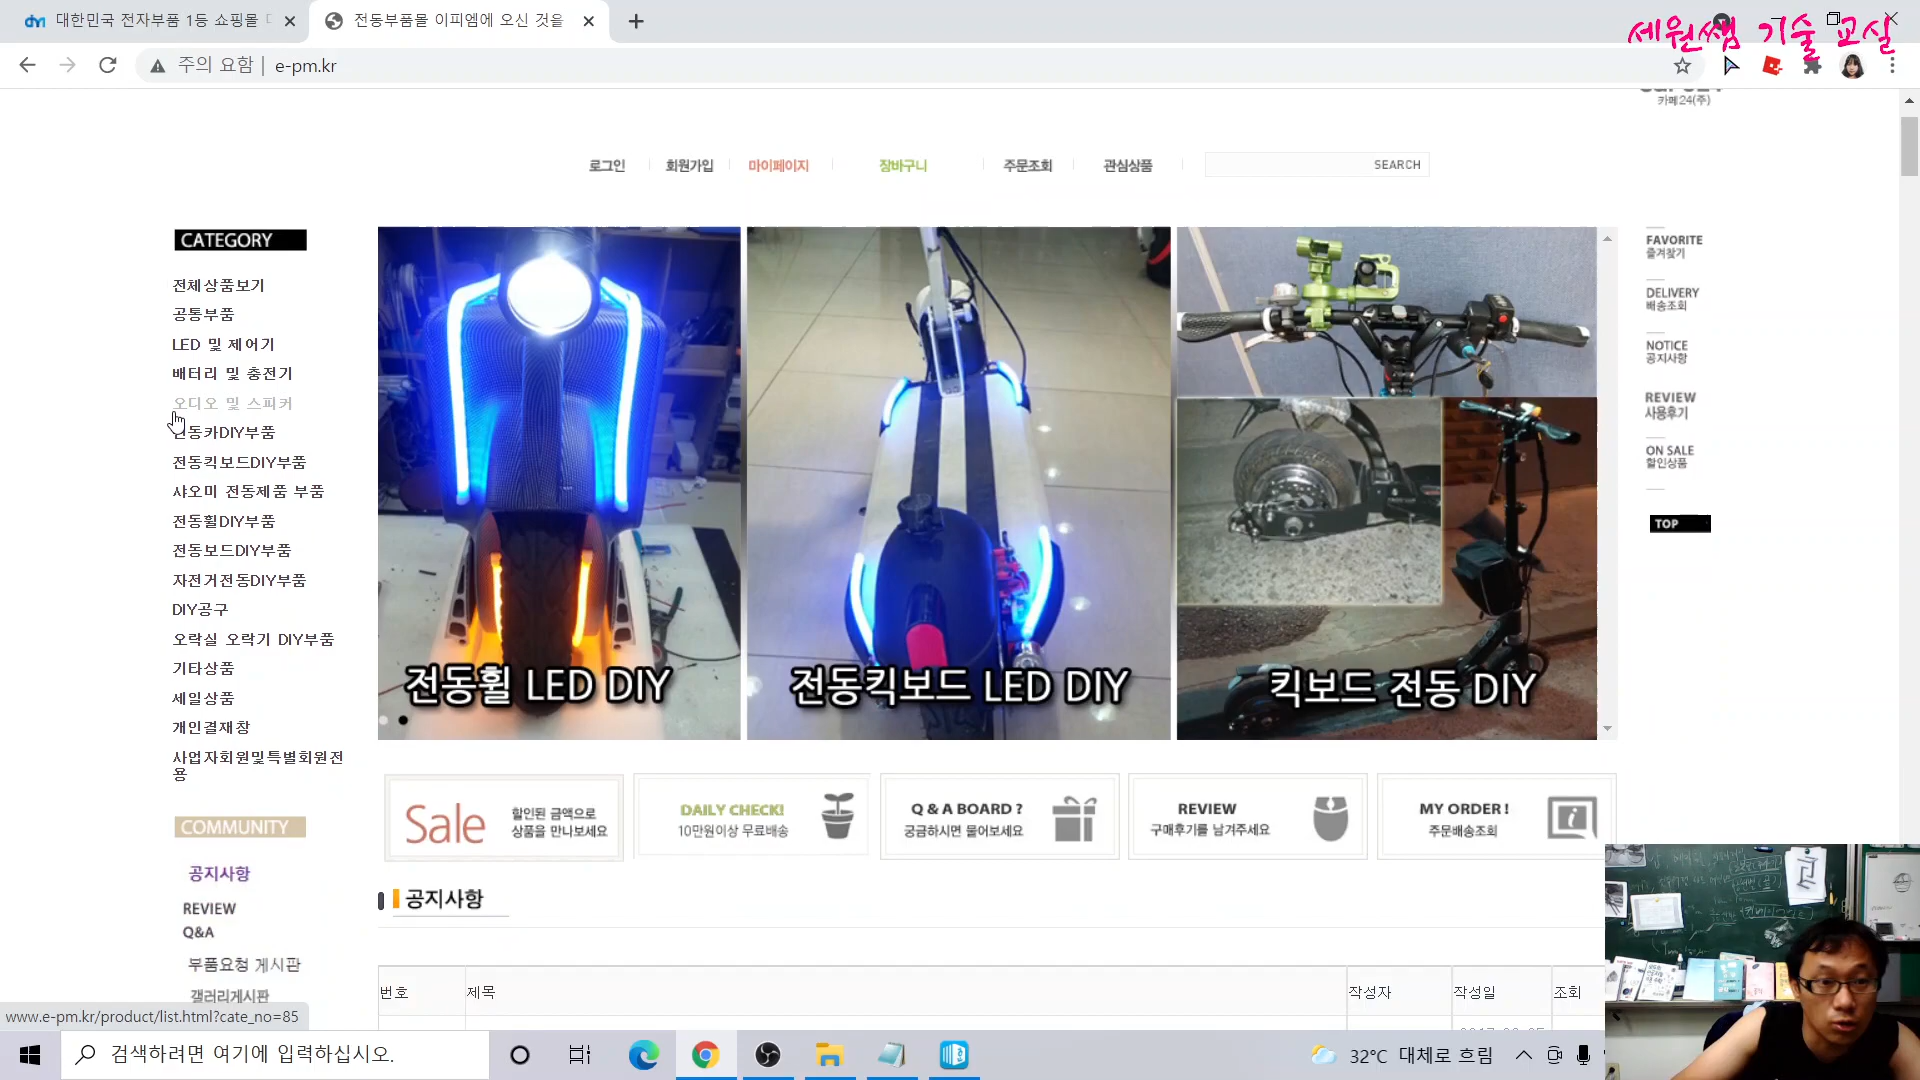 대한민국 전자부품 1등 쇼핑몰
전동부품몰 이피엠에 오신 것을
세원쌤 기술 교실
주의 요함 | e-pm.kr
카페24(주)
로그인
회원가입
마이페이지
장바구니
주문조회
관심상품
SEARCH
CATEGORY
전체상품보기
공통부품
LED 및 제어기
배터리 및 충전기
오디오 및 스피커
전동카DIY부품
전동킥보드DIY부품
샤오미 전동제품 부품
전동휠DIY부품
전동보드DIY부품
자전거전동DIY부품
DIY공구
오락실 오락기 DIY부품
기타상품
세일상품
개인결재창
사업자회원및특별회원전
용
COMMUNITY
공지사항
REVIEW
Q&A
부품요청 게시판
갤러리게시판
전동휠 LED DIY
전동킥보드 LED DIY
킥보드 전동 DIY
FAVORITE
즐겨찾기
DELIVERY
배송조회
NOTICE
공지사항
REVIEW
사용후기
ON SALE
할인상품
TOP
Sale
할인된 금액으로
상품을 만나보세요
DAILY CHECK!
10만원이상 무료배송
Q & A BOARD ?
궁금하시면 물어보세요
REVIEW
구매후기를 남겨주세요
MY ORDER !
주문배송조회
공지사항
번호
제목
작성자
작성일
조회
www.e-pm.kr/product/list.html?cate_no=85
검색하려면 여기에 입력하십시오.
32°C 대체로 흐림